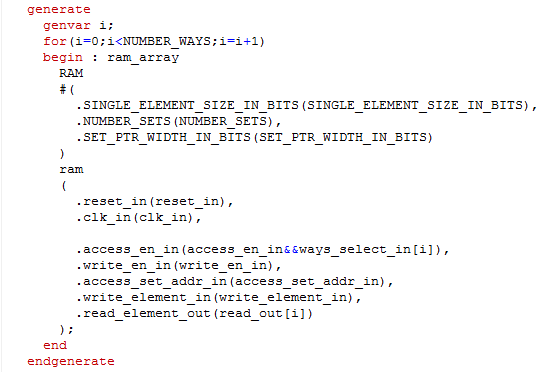 generate
genvar i;
for(i=0;i<NUMBER_WAYS;i=i+1)
begin : ram_array
RAM
#(
.SINGLE_ELEMENT_SIZE_IN_BITS(SINGLE_ELEMENT_SIZE_IN_BITS),
.NUMBER_SETS(NUMBER_SETS),
.SET_PTR_WIDTH_IN_BITS(SET_PTR_WIDTH_IN_BITS)
)
ram
(
.reset_in(reset_in),
.clk_in(clk_in),
.access_en_in(access_en_in&&ways_select_in[i]),
.write_en_in(write_en_in),
.access_set_addr_in(access_set_addr_in),
.write_element_in(write_element_in),
.read_element_out(read_out[i])
);
end
endgenerate